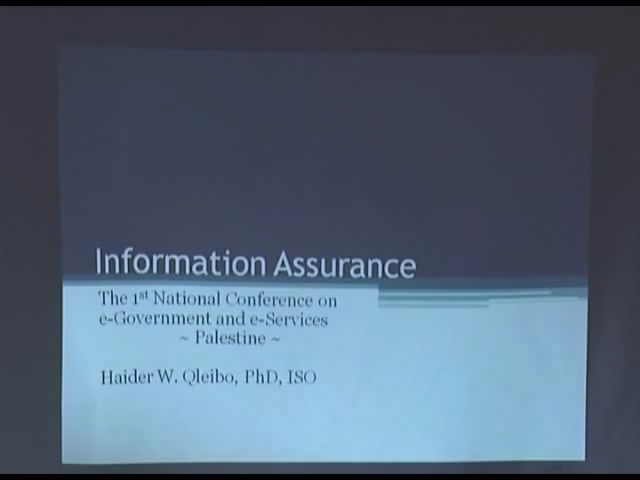 Information Assurance
The 1st National Conference on
e-Government and e-Services
~ Palestine ~
Haider W. Qleibo, PhD, ISO